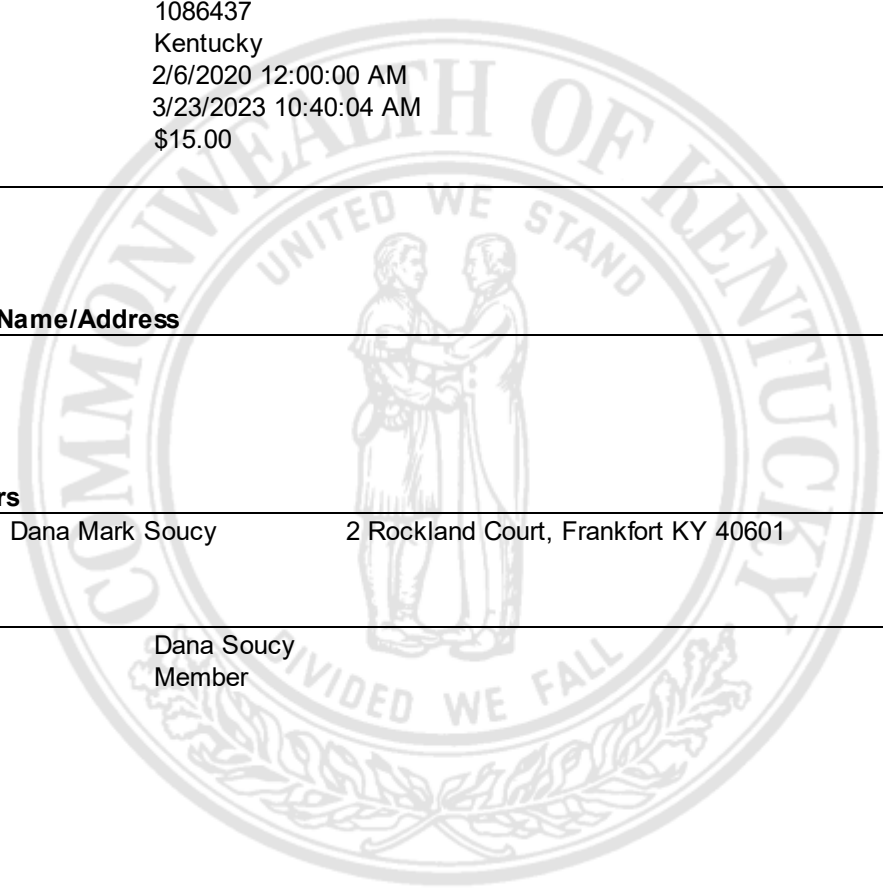 1086437
Kentucky
2/6/2020 12:00:00 AM
3/23/2023 10:40:04 AM
$15.00
COMMONWEALTH OF KENTUCKY
UNITED WE STAND
Name/Address
rs
Dana Mark Soucy 2 Rockland Court, Frankfort KY 40601
Dana Soucy
Member
DIVIDED WE FALL